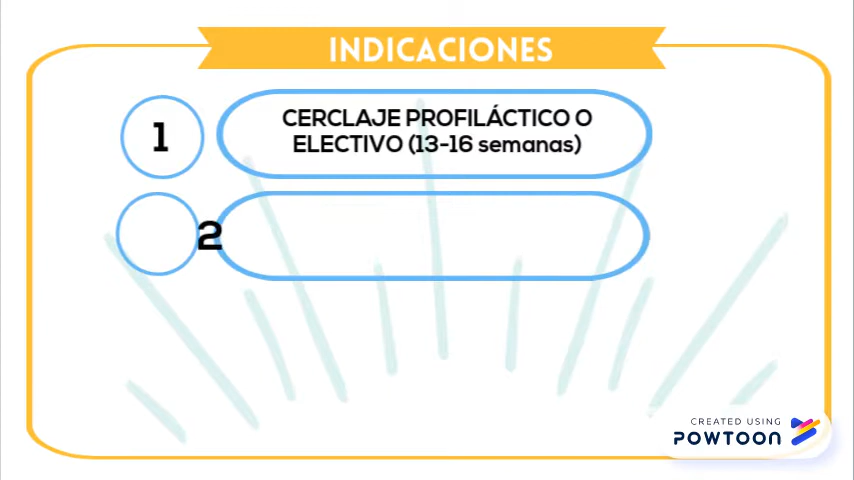 INDICACIONES
1
CERCLAJE PROFILÁCTICO O
ELECTIVO (13-16 semanas)
2
CREATED USING
POWTOON